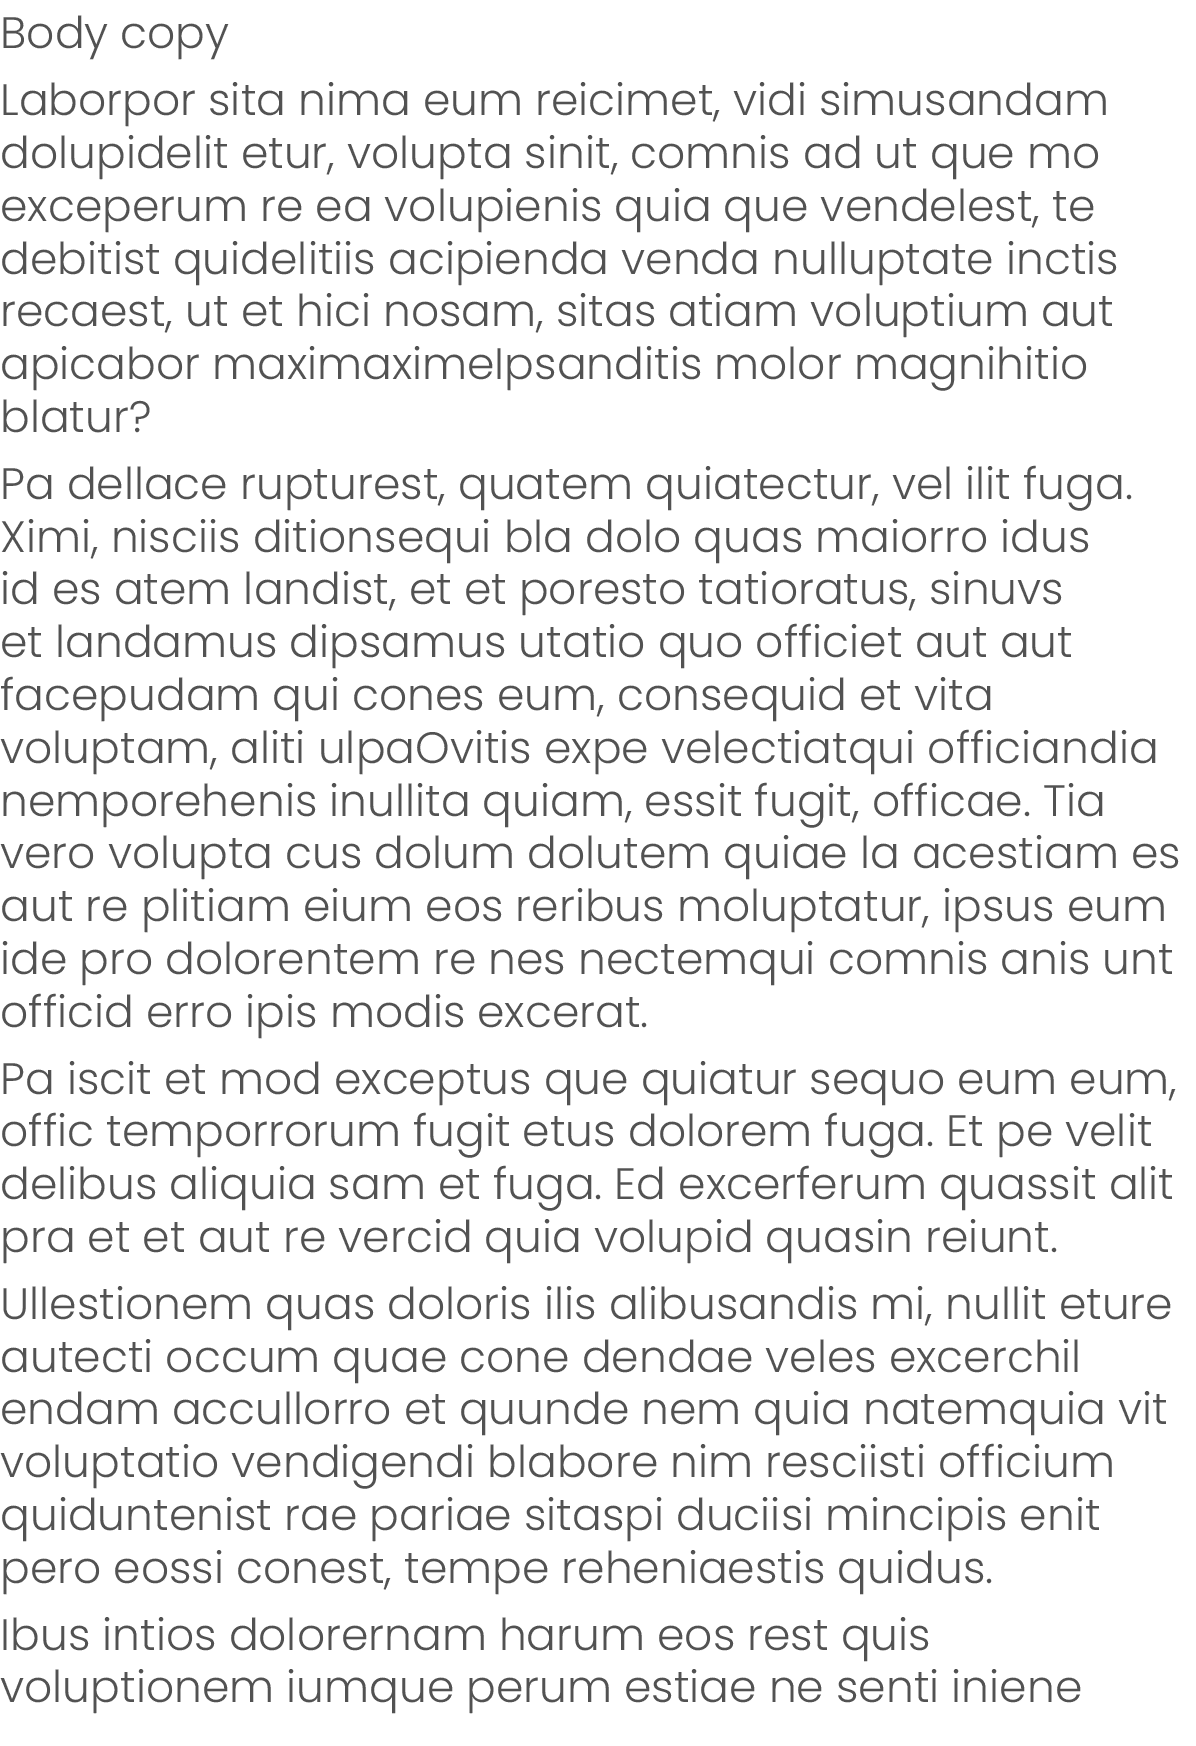 Body copy
Laborpor sita nima eum reicimet, vidi simusandam
dolupidelit etur, volupta sinit, comnis ad ut que mo
exceperum re ea volupienis quia que vendelest, te
debitist quidelitiis acipienda venda nulluptate inctis
recaest, ut et hici nosam, sitas atiam voluptium aut
apicabor maximaximeIpsanditis molor magnihitio
blatur?
Pa dellace rupturest, quatem quiatectur, vel ilit fuga.
Ximi, nisciis ditionsequi bla dolo quas maiorro idus
id es atem landist, et et poresto tatioratus, sinuvs
et landamus dipsamus utatio quo officiet aut aut
facepudam qui cones eum, consequid et vita
voluptam, aliti ulpaOvitis expe velectiatqui officiandia
nemporehenis inullita quiam, essit fugit, officae. Tia
vero volupta cus dolum dolutem quiae la acestiam es
aut re plitiam eium eos reribus moluptatur, ipsus eum
ide pro dolorentem re nes nectemqui comnis anis unt
officid erro ipis modis excerat.
Pa iscit et mod exceptus que quiatur sequo eum eum,
offic temporrorum fugit etus dolorem fuga. Et pe velit
delibus aliquia sam et fuga. Ed excerferum quassit alit
pra et et aut re vercid quia volupid quasin reiunt.
Ullestionem quas doloris ilis alibusandis mi, nullit eture
autecti occum quae cone dendae veles excerchil
endam accullorro et quunde nem quia natemquia vit
voluptatio vendigendi blabore nim resciisti officium
quiduntenist rae pariae sitaspi duciisi mincipis enit
pero eossi conest, tempe reheniaestis quidus.
Ibus intios dolorernam harum eos rest quis
voluptionem iumque perum estiae ne senti iniene